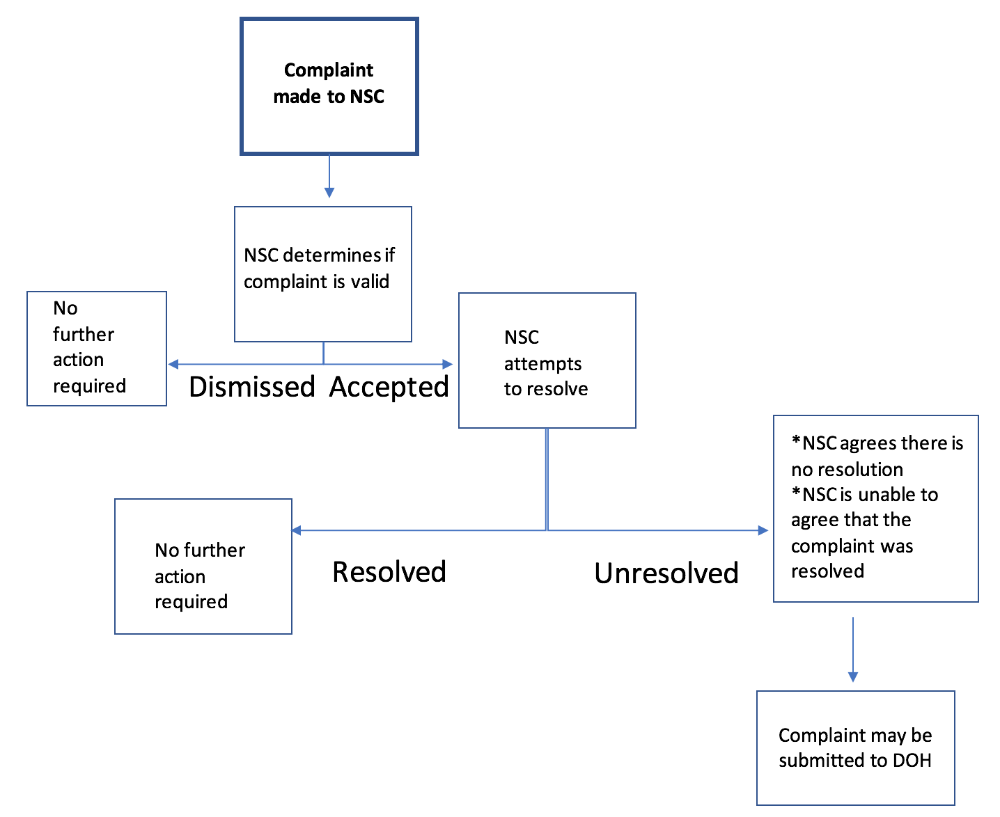 Complaint
made to NSC
NSC determines if
complaint is valid
No
further
action
required
Dismissed
Accepted
NSC
attempts
to resolve
No further
action
required
Resolved
Unresolved
*NSC agrees there is
no resolution
*NSC is unable to
agree that the
complaint was
resolved
Complaint may be
submitted to DOH